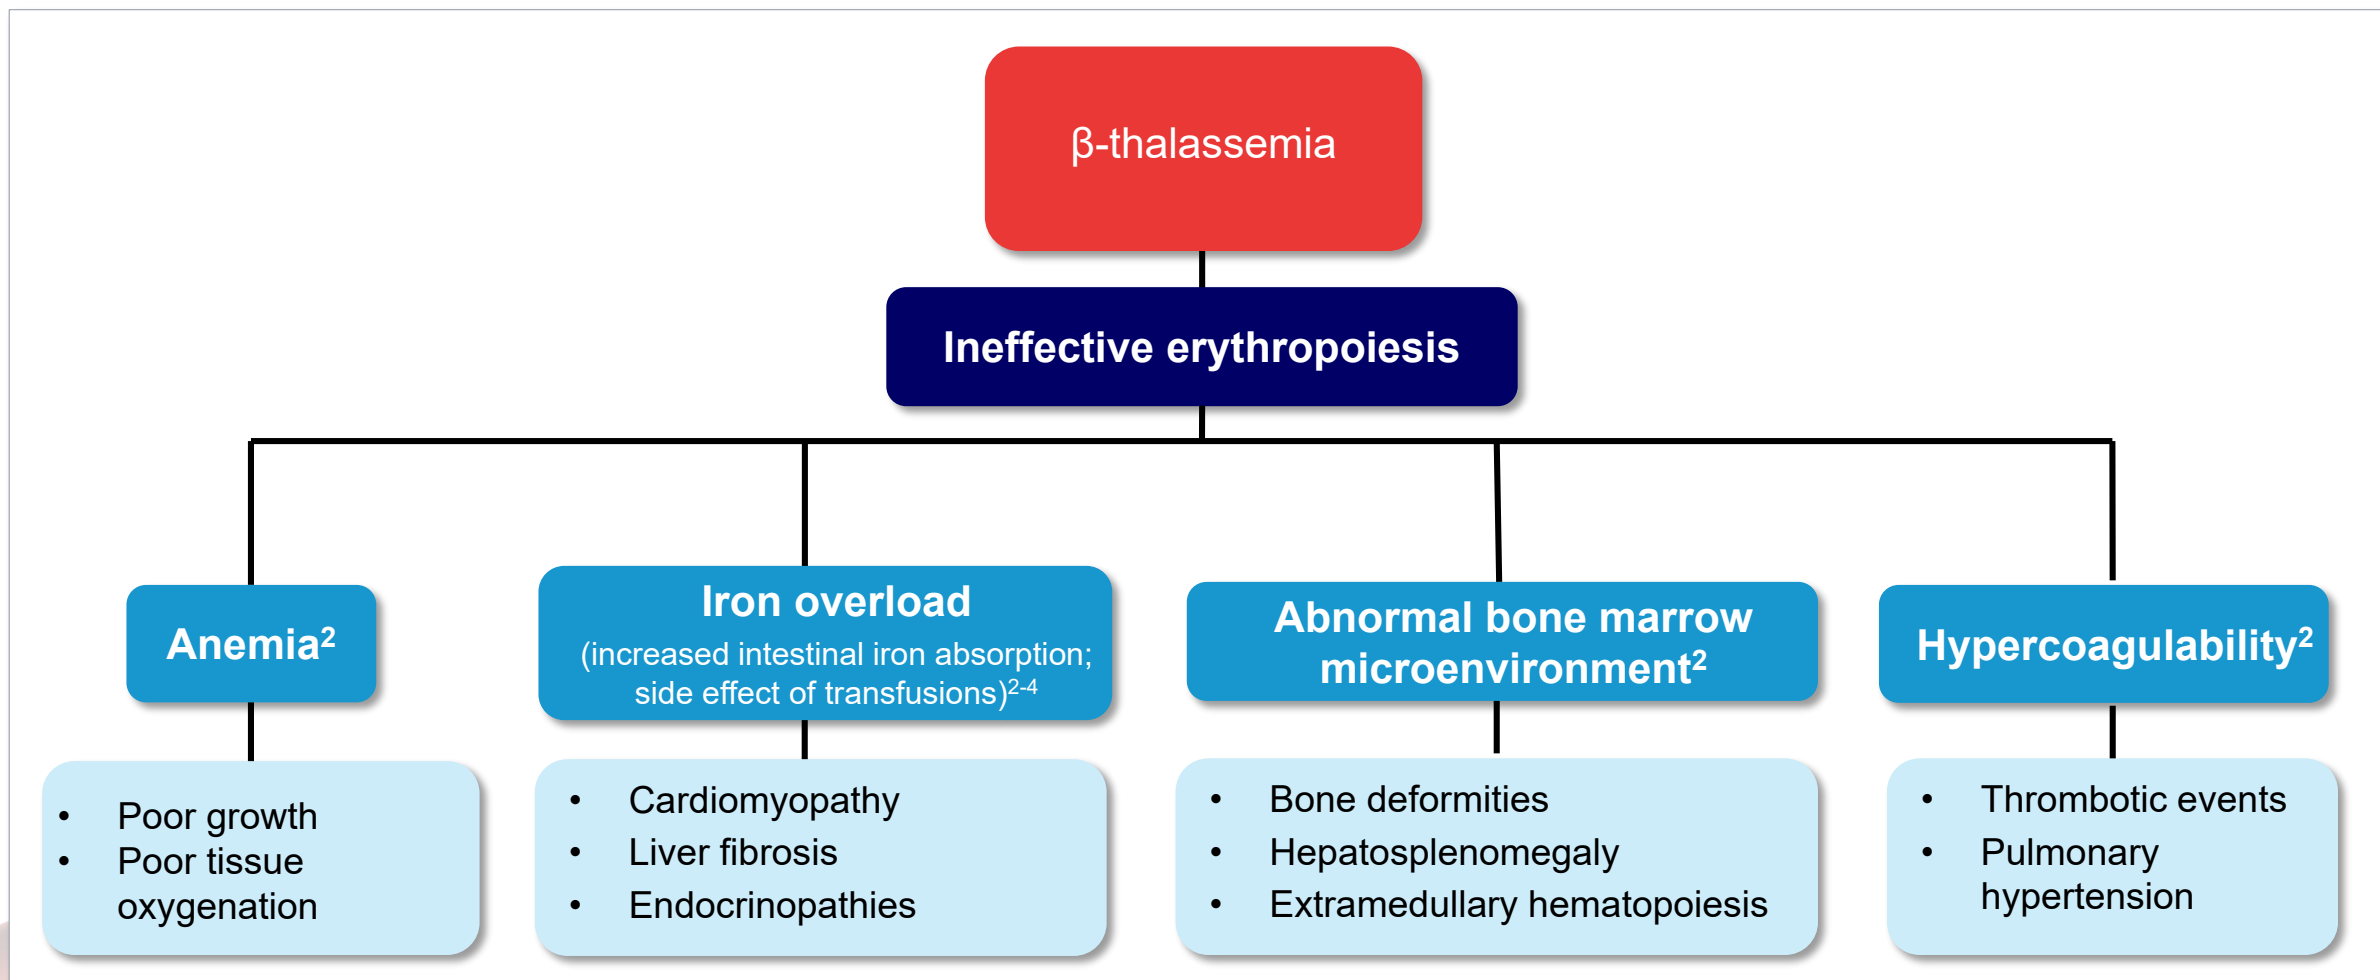 β-thalassemia
Ineffective erythropoiesis
Anemia²
Iron overload
(increased intestinal iron absorption;
side effect of transfusions)²⁻⁴
Abnormal bone marrow
microenvironment²
Hypercoagulability²
• Poor growth
• Poor tissue
oxygenation
• Cardiomyopathy
• Liver fibrosis
• Endocrinopathies
• Bone deformities
• Hepatosplenomegaly
• Extramedullary hematopoiesis
• Thrombotic events
• Pulmonary
hypertension